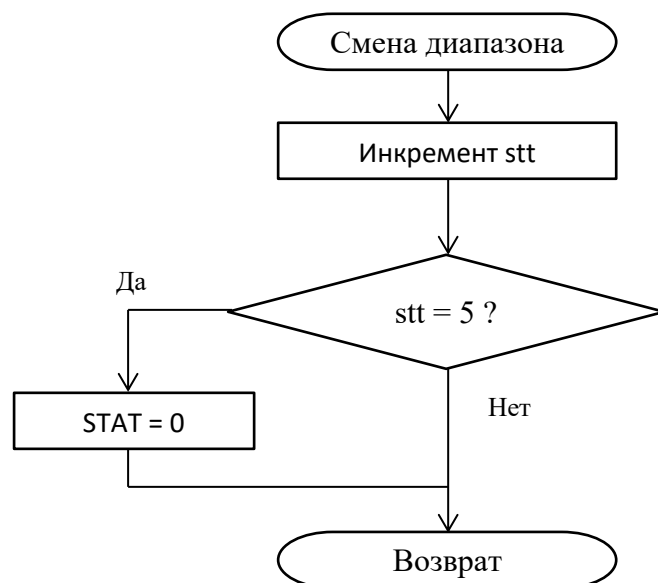 Смена диапазона
Инкремент stt
Да
stt = 5 ?
STAT = 0
Нет
Возврат